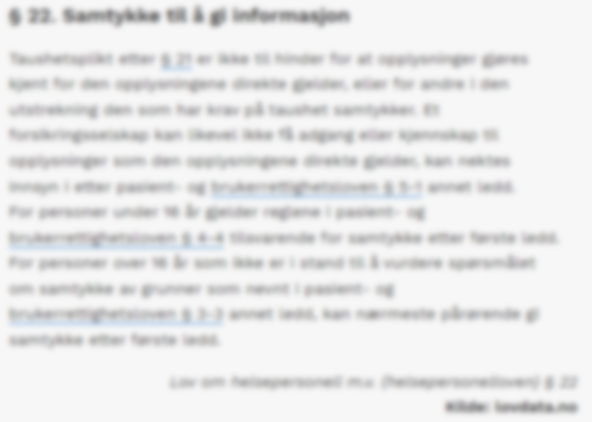 § 22. Samtykke til å gi informasjon
Taushetsplikt etter § 21 er ikke til hinder for at opplysninger gjøres
kjent for den opplysningene direkte gjelder, eller for andre i den
utstrekning den som har krav på taushet samtykker. Et
forsikringsselskap kan likevel ikke få adgang eller kjennskap til
opplysninger som den opplysningene direkte gjelder, kan nektes
innsyn i etter pasient- og brukerrettighetsloven § 5-1 annet ledd.
For personer under 16 år gjelder reglene i pasient- og
brukerrettighetsloven § 4-4 tilsvarende for samtykke etter første ledd.
For personer over 16 år som ikke er i stand til å vurdere spørsmålet
om samtykke av grunner som nevnt i pasient- og
brukerrettighetsloven § 3-3 annet ledd, kan nærmeste pårørende gi
samtykke etter første ledd.
Lov om helsepersonell m.v. (helsepersonelloven) § 22
Kilde: lovdata.no